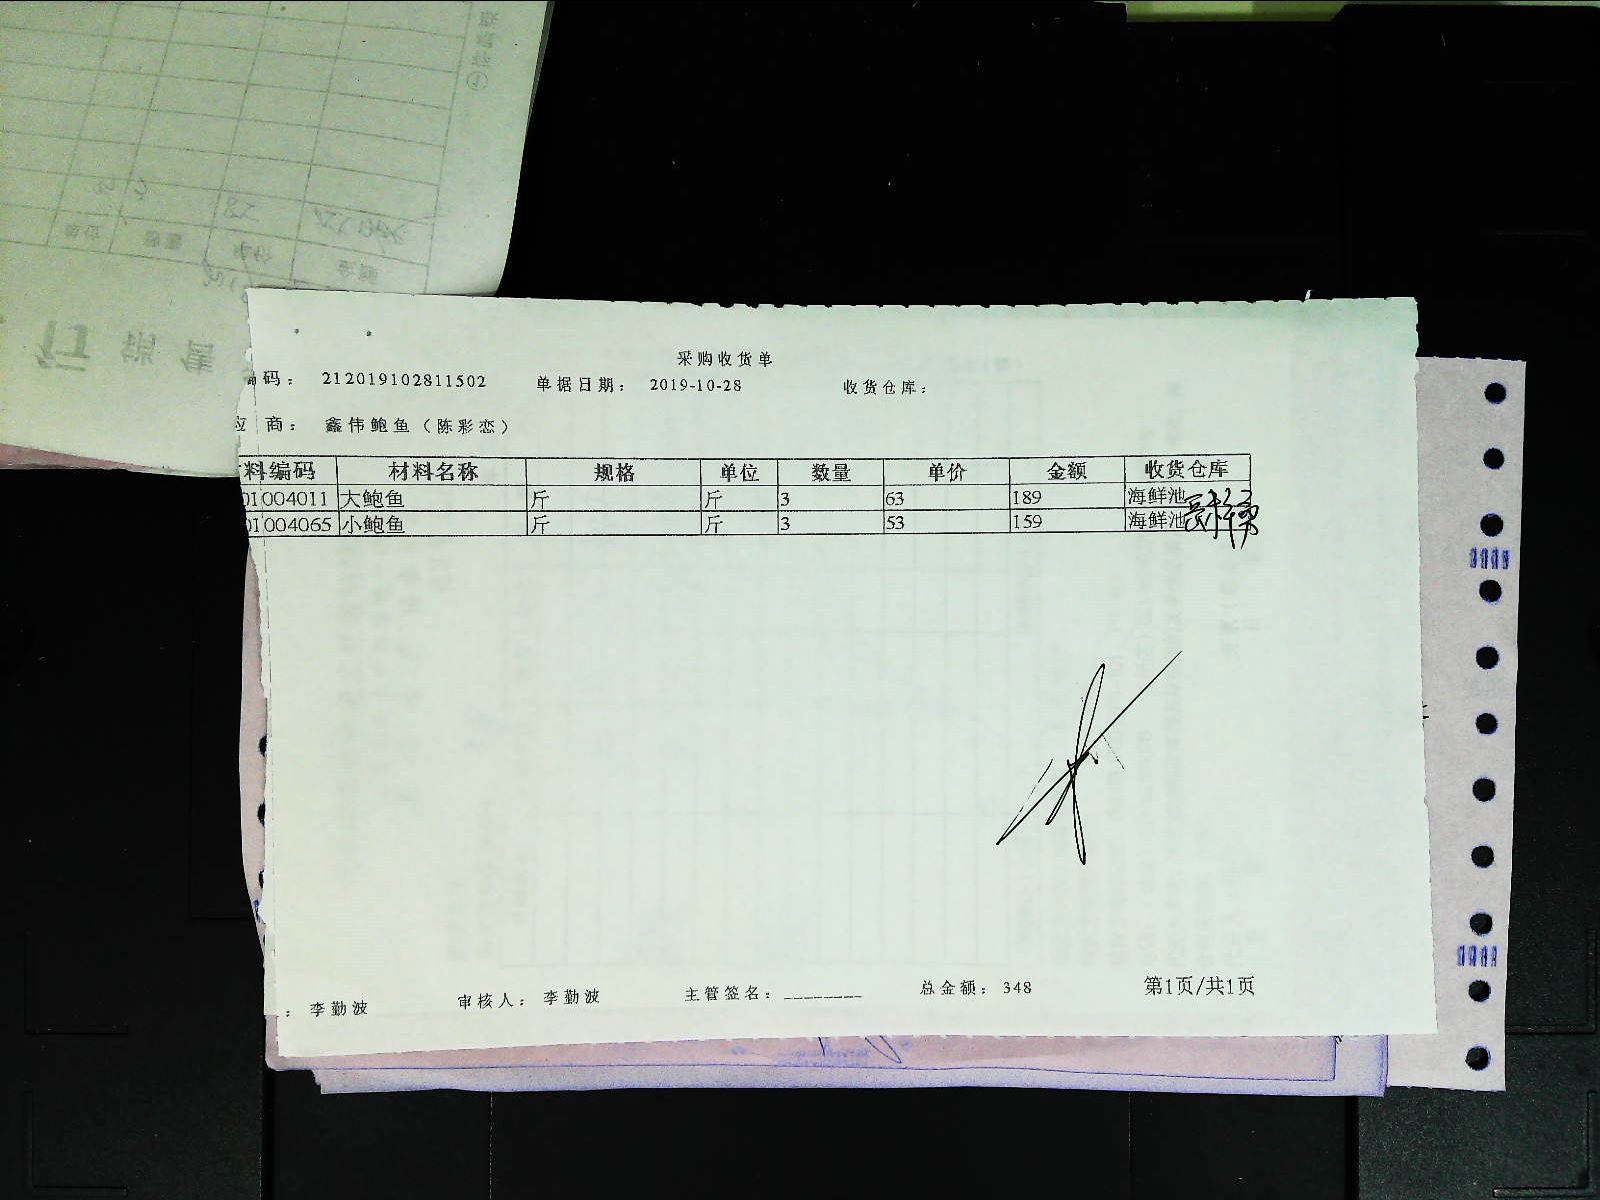 采购收货单
编码： 212019102811502 单据日期： 2019-10-28 收货仓库：
应 商： 鑫伟鲍鱼（陈彩恋）
料编码 材料名称 规格 单位 数量 单价 金额 收货仓库
01004011 大鲍鱼 斤 斤 3 63 189 海鲜池
01004065 小鲍鱼 斤 斤 3 53 159 海鲜池
： 李勤波 审核人： 李勤波 主管签名：________ 总金额： 348 第1页/共1页